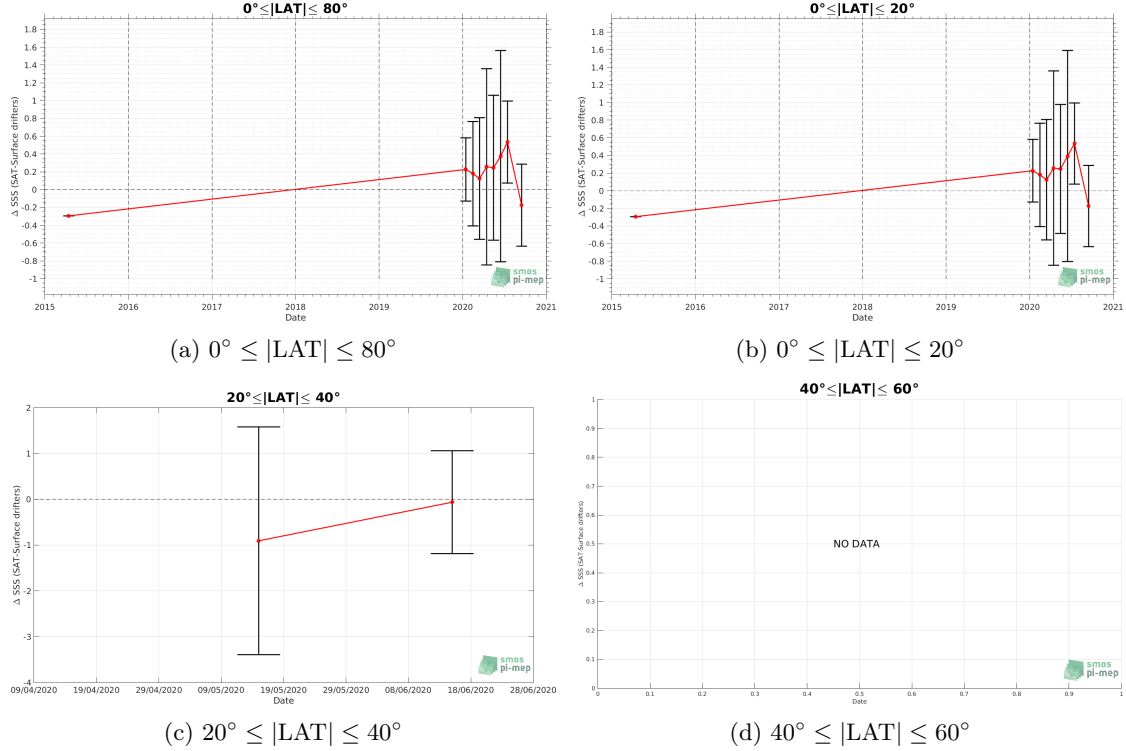 0°≤|LAT|≤ 80°
Δ SSS (SAT-Surface drifters)
1.8
1.6
1.4
1.2
1
0.8
0.6
0.4
0.2
0
-0.2
-0.4
-0.6
-0.8
-1
2015 2016 2017 2018 2019 2020 2021
Date
smos
pi-mep
(a) 0° ≤ |LAT| ≤ 80°
0°≤|LAT|≤ 20°
Δ SSS (SAT-Surface drifters)
1.8
1.6
1.4
1.2
1
0.8
0.6
0.4
0.2
0
-0.2
-0.4
-0.6
-0.8
-1
2015 2016 2017 2018 2019 2020 2021
Date
smos
pi-mep
(b) 0° ≤ |LAT| ≤ 20°
20°≤|LAT|≤ 40°
Δ SSS (SAT-Surface drifters)
2
1
0
-1
-2
-3
-4
09/04/2020 19/04/2020 29/04/2020 09/05/2020 19/05/2020 29/05/2020 08/06/2020 18/06/2020 28/06/2020
Date
smos
pi-mep
(c) 20° ≤ |LAT| ≤ 40°
40°≤|LAT|≤ 60°
Δ SSS (SAT-Surface drifters)
1
0.9
0.8
0.7
0.6
0.5
0.4
0.3
0.2
0.1
0
NO DATA
0 0.1 0.2 0.3 0.4 0.5 0.6 0.7 0.8 0.9 1
Date
smos
pi-mep
(d) 40° ≤ |LAT| ≤ 60°